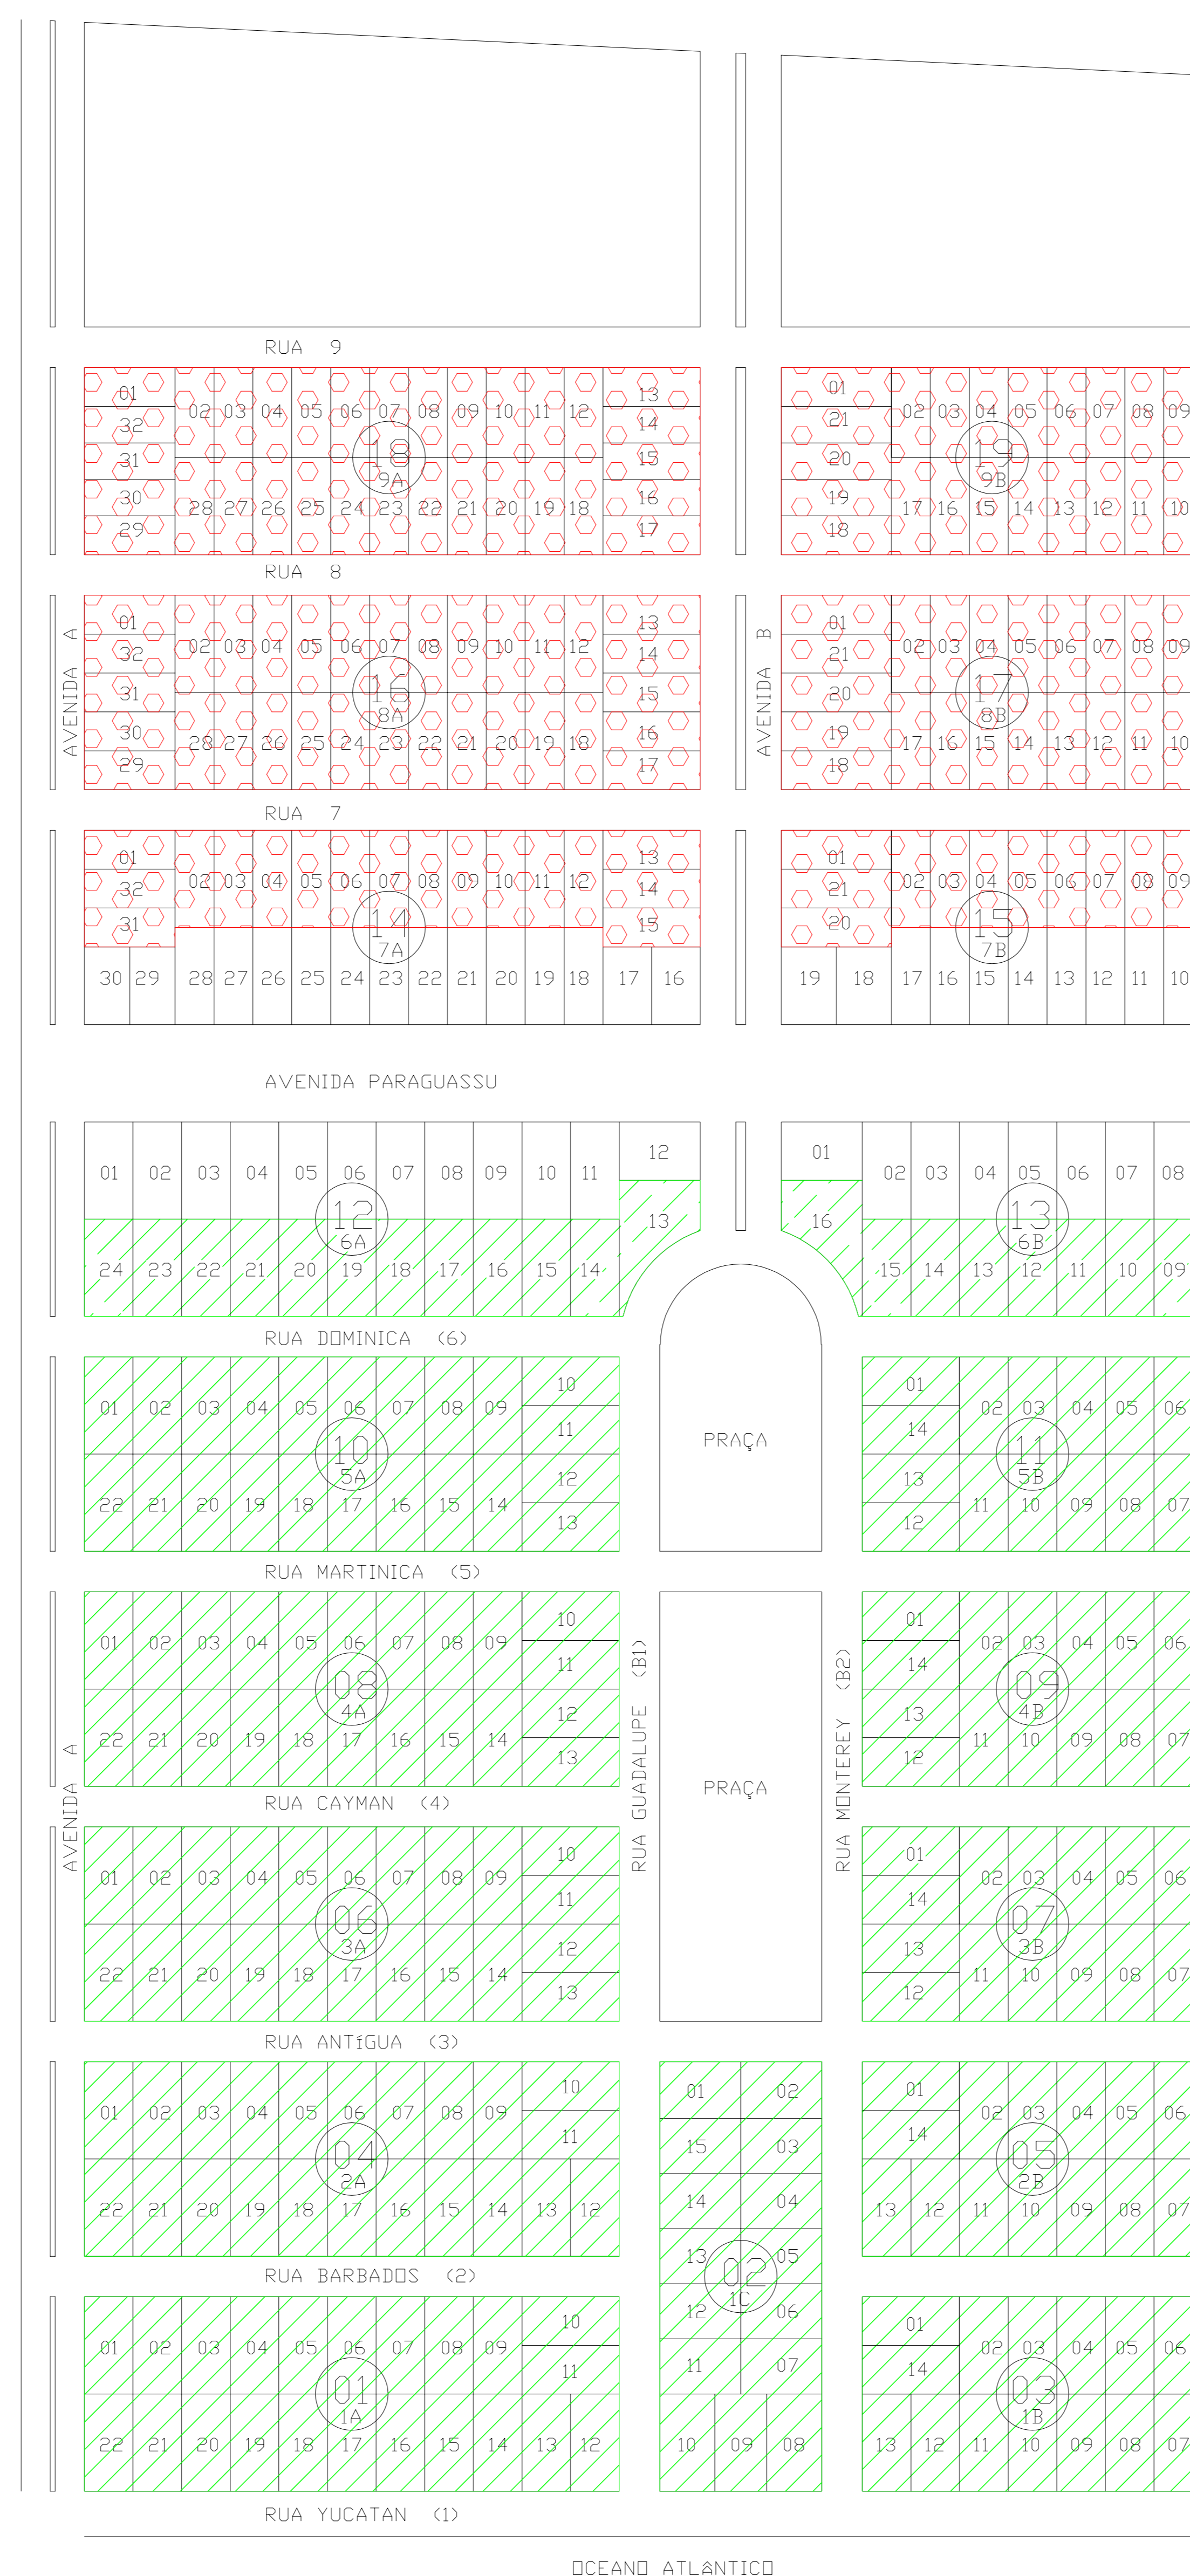 RUA 9
01 02 03 04 05 06 07 08 09 10 11 12 13
32 14
31 18 15
9A
30 16
29 28 27 26 25 24 23 22 21 20 19 18 17
01 02 03 04 05 06 07 08 09
21
20 19
9B
19
18 17 16 15 14 13 12 11 10
RUA 8
AVENIDA A
01 02 03 04 05 06 07 08 09 10 11 12 13
32 14
31 16 15
8A
30 16
29 28 27 26 25 24 23 22 21 20 19 18 17
AVENIDA B
01 02 03 04 05 06 07 08 09
21
20 17
8B
19
18 17 16 15 14 13 12 11 10
RUA 7
01 02 03 04 05 06 07 08 09 10 11 12 13
32 14
31 14 15
7A
30 29 28 27 26 25 24 23 22 21 20 19 18 17 16
01 02 03 04 05 06 07 08 09
21
20 15
7B
19 18 17 16 15 14 13 12 11 10
AVENIDA PARAGUASSU
01 02 03 04 05 06 07 08 09 10 11 12
12 13
6A
24 23 22 21 20 19 18 17 16 15 14
01 02 03 04 05 06 07 08
16 13
6B
15 14 13 12 11 10 09
RUA DOMINICA (6)
01 02 03 04 05 06 07 08 09 10
11
10
5A
12
22 21 20 19 18 17 16 15 14 13
PRAÇA
01 02 03 04 05 06
14
11
5B
13
12 11 10 09 08 07
RUA MARTINICA (5)
01 02 03 04 05 06 07 08 09 10
11
08
4A
12
22 21 20 19 18 17 16 15 14 13
RUA GUADALUPE (B1)
PRAÇA
RUA MONTEREY (B2)
01 02 03 04 05 06
14
09
4B
13
12 11 10 09 08 07
AVENIDA A
RUA CAYMAN (4)
01 02 03 04 05 06 07 08 09 10
11
06
3A
12
22 21 20 19 18 17 16 15 14 13
01 02 03 04 05 06
14
07
3B
13
12 11 10 09 08 07
RUA ANTíGUA (3)
01 02 03 04 05 06 07 08 09 10
11
04
2A
22 21 20 19 18 17 16 15 14 13 12
01 02
15 03
14 04
13 05
02
1C
12 06
11 07
10 09 08
01 02 03 04 05 06
14
05
2B
13 12 11 10 09 08 07
RUA BARBADOS (2)
01 02 03 04 05 06 07 08 09 10
11
01
1A
22 21 20 19 18 17 16 15 14 13 12
01 02 03 04 05 06
14
03
1B
13 12 11 10 09 08 07
RUA YUCATAN (1)
OCEANO ATLÂNTICO